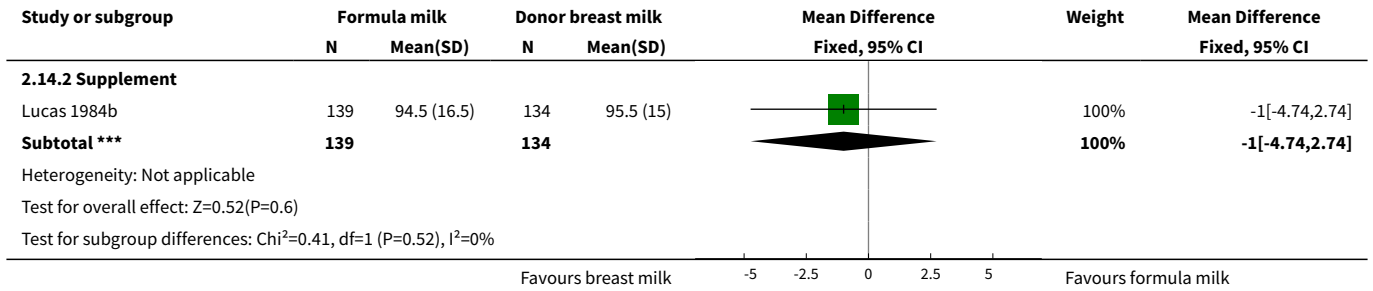 Study or subgroup Formula milk Donor breast milk Mean Difference Weight Mean Difference
N Mean(SD) N Mean(SD) Fixed, 95% CI Fixed, 95% CI
2.14.2 Supplement
Lucas 1984b 139 94.5 (16.5) 134 95.5 (15) 100% -1[-4.74,2.74]
Subtotal *** 139 134 100% -1[-4.74,2.74]
Heterogeneity: Not applicable
Test for overall effect: Z=0.52(P=0.6)
Test for subgroup differences: Chi²=0.41, df=1 (P=0.52), I²=0%
Favours breast milk -5 -2.5 0 2.5 5 Favours formula milk